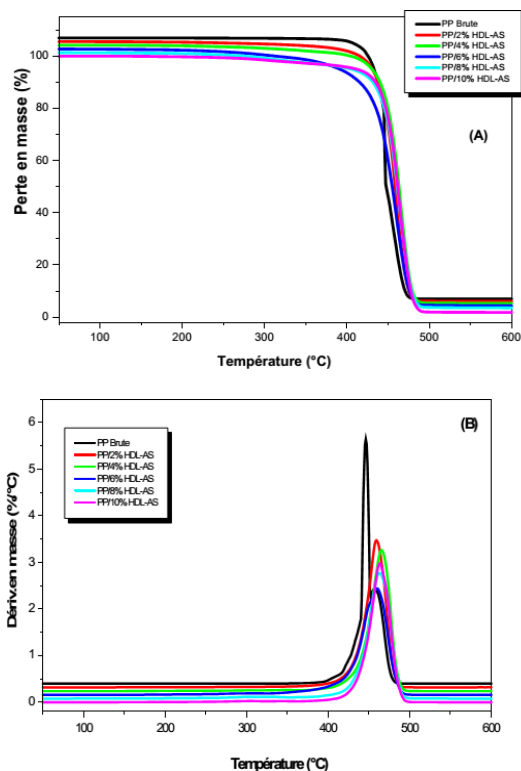 PP Brute
PP/2% HDL-AS
PP/4% HDL-AS
PP/6% HDL-AS
PP/8% HDL-AS
PP/10% HDL-AS
(A)
Perte en masse (%)
100
80
60
40
20
0
100 200 300 400 500 600
Température (°C)
(B)
PP Brute
PP/2% HDL-AS
PP/4% HDL-AS
PP/6% HDL-AS
PP/8% HDL-AS
PP/10% HDL-AS
Dériv.en masse (%/°C)
6
5
4
3
2
1
0
100 200 300 400 500 600
Température (°C)